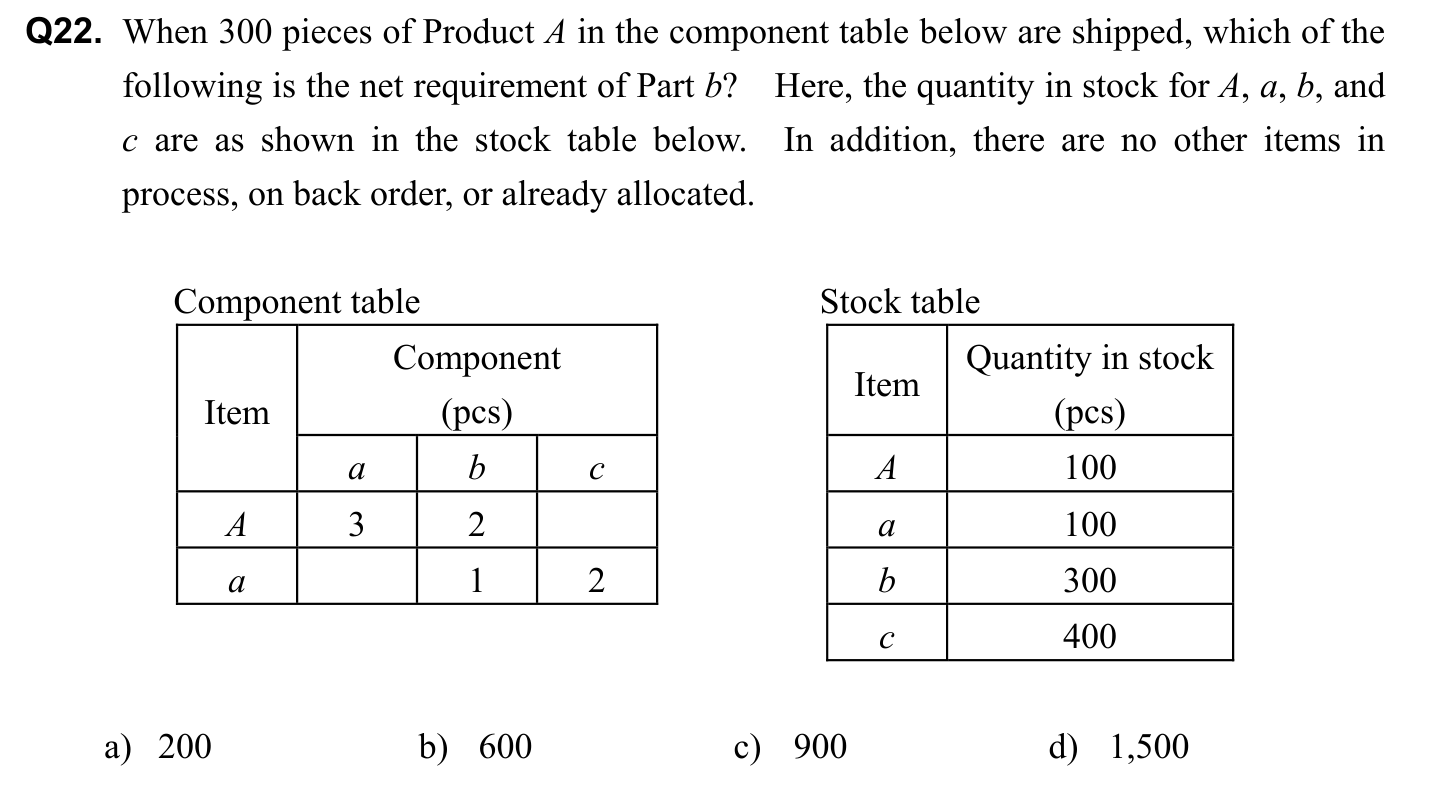 Q22. When 300 pieces of Product A in the component table below are shipped, which of the
following is the net requirement of Part b? Here, the quantity in stock for A, a, b, and
c are as shown in the stock table below. In addition, there are no other items in
process, on back order, or already allocated.
Component table
Item
Component
(pcs)
a b c
A 3 2
a 1 2
Stock table
Item
Quantity in stock
(pcs)
A 100
a 100
b 300
c 400
a) 200 b) 600 c) 900 d) 1,500